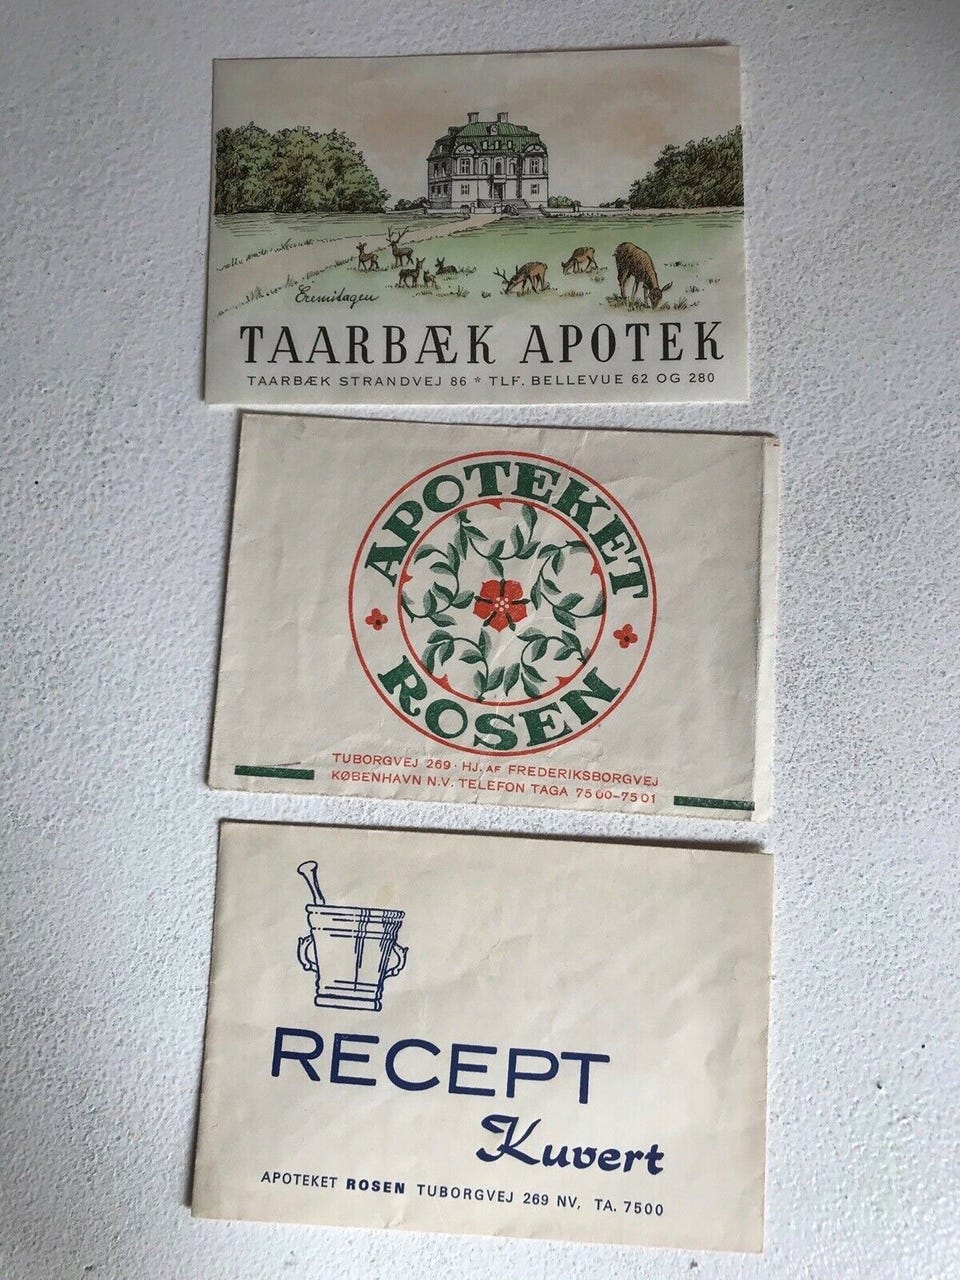 Eremitagen
TAARBÆK APOTEK
TAARBÆK STRANDVEJ 86 * TLF. BELLEVUE 62 OG 280
APOTEKET
ROSEN
TUBORGVEJ 269 · HJ. AF FREDERIKSBORGVEJ
KØBENHAVN N.V. TELEFON TAGA 7500-7501
RECEPT
Kuvert
APOTEKET ROSEN TUBORGVEJ 269 NV, TA. 7500